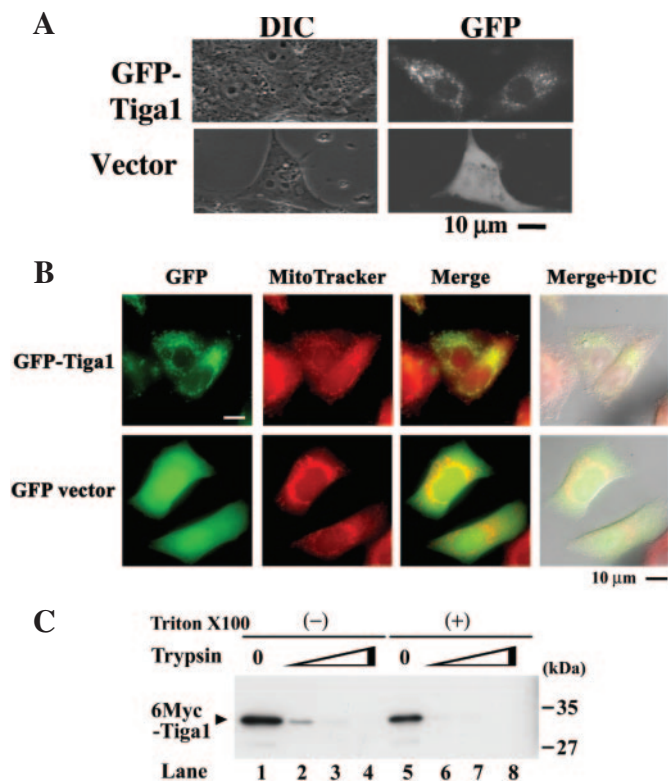 A
DIC GFP
GFP-
Tiga1
Vector
10 μm
B
GFP MitoTracker Merge Merge+DIC
GFP-Tiga1
GFP vector
10 μm
C
Triton X100 (−) (+)
Trypsin 0 0 (kDa)
6Myc
-Tiga1
-35
-27
Lane 1 2 3 4 5 6 7 8